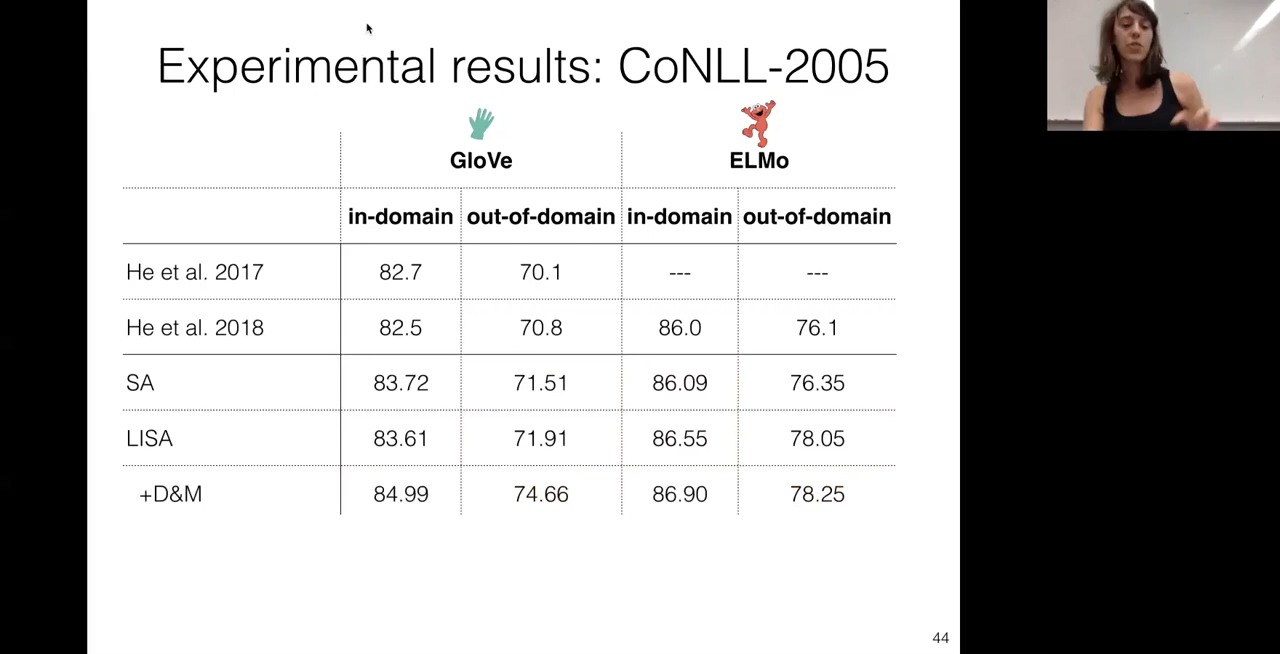 Experimental results: CoNLL-2005
GloVe ELMo
in-domain out-of-domain in-domain out-of-domain
He et al. 2017 82.7 70.1 --- ---
He et al. 2018 82.5 70.8 86.0 76.1
SA 83.72 71.51 86.09 76.35
LISA 83.61 71.91 86.55 78.05
+D&M 84.99 74.66 86.90 78.25
44